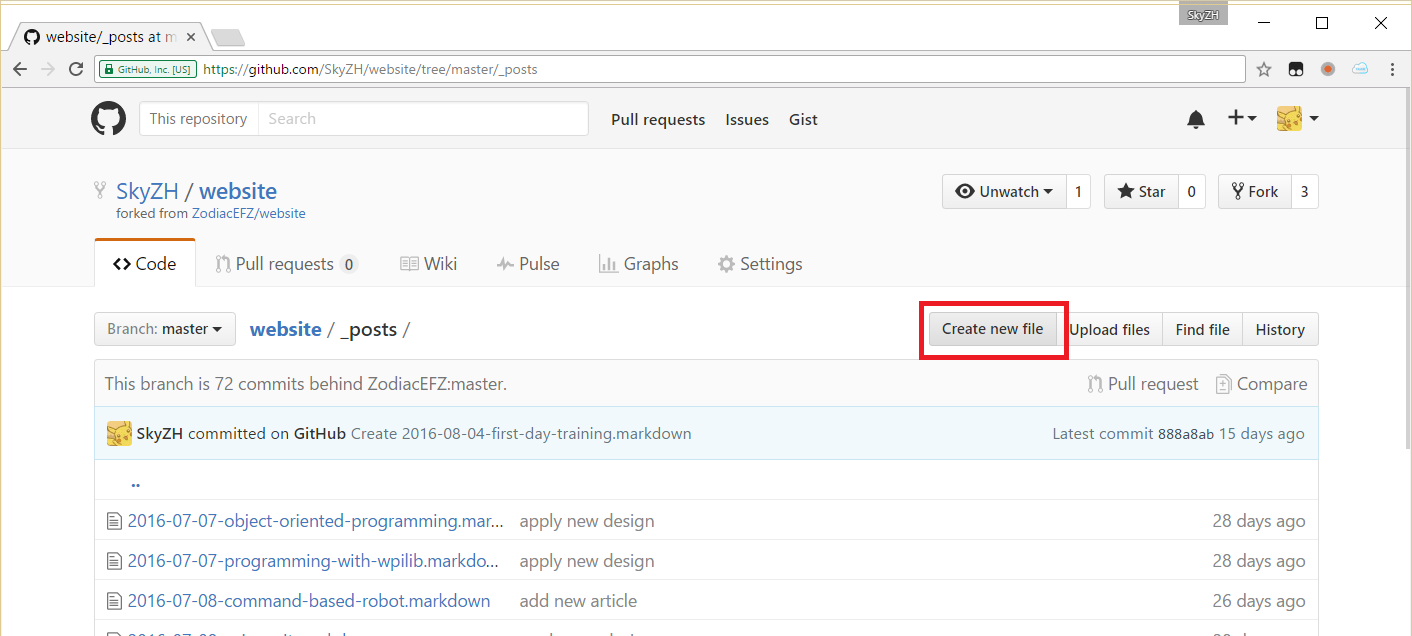 SkyZH
website/_posts at m
GitHub, Inc. [US] https://github.com/SkyZH/website/tree/master/_posts
This repository Search Pull requests Issues Gist
SkyZH / website
Unwatch 1 Star 0 Fork 3
forked from ZodiacEFZ/website
Code Pull requests 0 Wiki Pulse Graphs Settings
Branch: master website / _posts / Create new file Upload files Find file History
This branch is 72 commits behind ZodiacEFZ:master. Pull request Compare
SkyZH committed on GitHub Create 2016-08-04-first-day-training.markdown Latest commit 888a8ab 15 days ago
..
2016-07-07-object-oriented-programming.mar... apply new design 28 days ago
2016-07-07-programming-with-wpilib.markdo... apply new design 28 days ago
2016-07-08-command-based-robot.markdown add new article 26 days ago